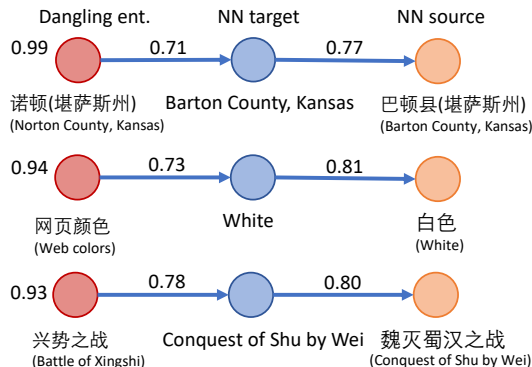 Dangling ent. NN target NN source
0.99 0.71 0.77
诺顿(堪萨斯州) Barton County, Kansas 巴顿县(堪萨斯州)
(Norton County, Kansas) (Barton County, Kansas)
0.94 0.73 0.81
网页颜色 White 白色
(Web colors) (White)
0.93 0.78 0.80
兴势之战 Conquest of Shu by Wei 魏灭蜀汉之战
(Battle of Xingshi) (Conquest of Shu by Wei)